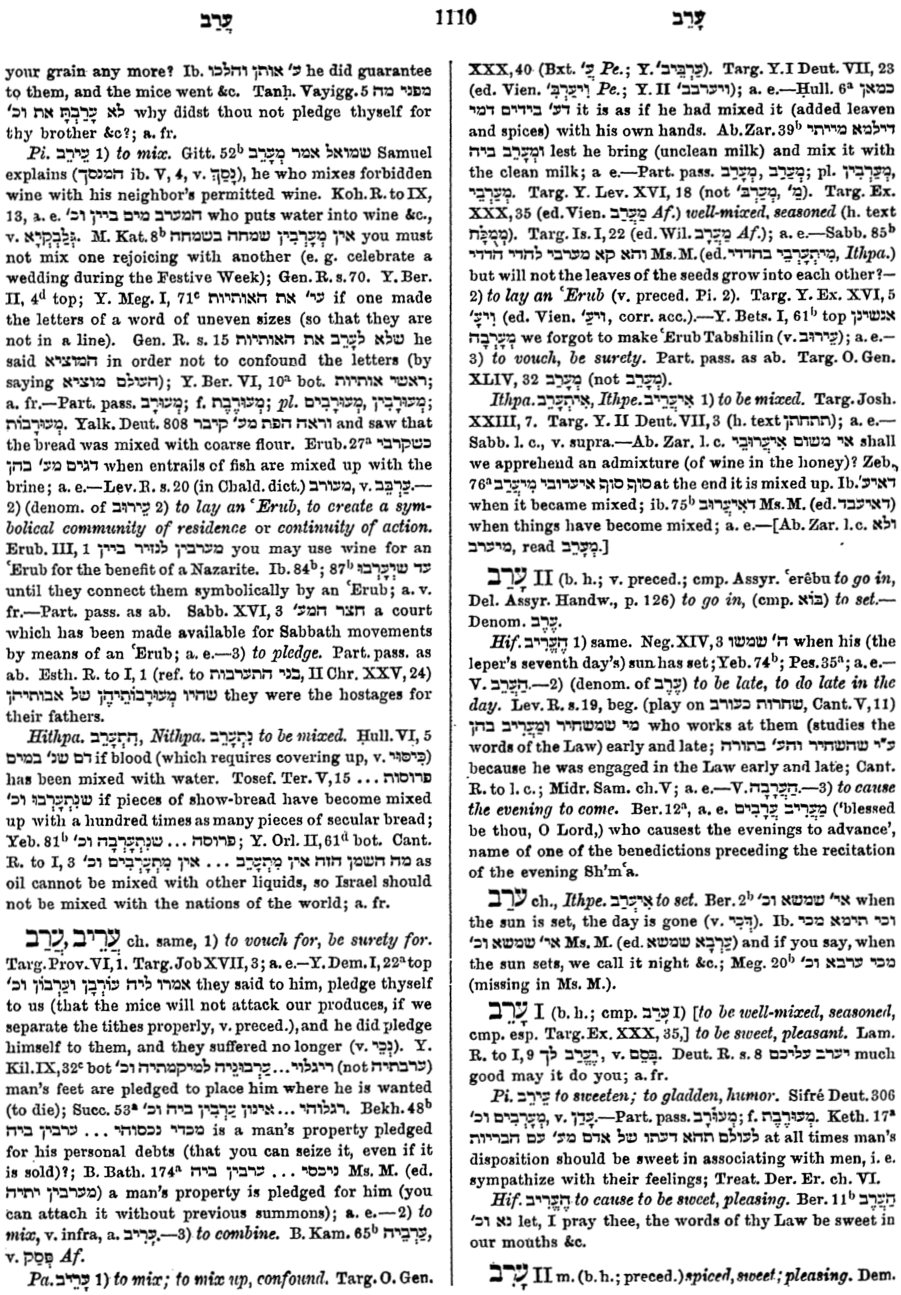 עֲרַב
1110
עָרֵב
your grain any more? Ib. ע׳ אותן והלכו he did guarantee
to them, and the mice went &c. Tanḥ. Vayigg. 5 מפני מה
לא עָרַבְתָּ את וכ׳ why didst thou not pledge thyself for
thy brother &c?; a. fr.
Pi. עֵירֵב 1) to mix. Gitt. 52ᵇ שמואל אמר מְעָרֵב Samuel
explains (המנסך ib. V, 4, v. נָסַךְ), he who mixes forbidden
wine with his neighbor's permitted wine. Koh. R. to IX,
13, a. e. המערב מים ביין וכ׳ who puts water into wine &c.,
v. גְּלַבְקְיָא. M. Kat. 8ᵇ אין מְעָרְבִין שמחה בשמחה you must
not mix one rejoicing with another (e. g. celebrate a
wedding during the Festive Week); Gen. R. s. 70. Y. Ber.
II, 4ᵈ top; Y. Meg. I, 71ᶜ עי׳ את האותיות if one made
the letters of a word of uneven sizes (so that they are
not in a line). Gen. R. s. 15 שלא לְעָרֵב את האותיות he
said המוציא in order not to confound the letters (by
saying העולם מוציא); Y. Ber. VI, 10ᵃ bot. ראשי אותיות;
a. fr.—Part. pass. מְעוּרָב; f. מְעוּרֶבֶת; pl. מְעוּרָבִים, מְעוּרָבִין;
מְעוּרָבוֹת. Yalk. Deut. 808 וראה הפת מע׳ קיבר and saw that
the bread was mixed with coarse flour. Erub. 27ᵃ כשקרבי
דגים מע׳ בהן when entrails of fish are mixed up with the
brine; a. e.—Lev. R. s. 20 (in Chald. dict.) מעורב, v. עִרְבֵּב.—
2) (denom. of עֵירוּב 2) to lay an ʿErub, to create a sym-
bolical community of residence or continuity of action.
Erub. III, 1 מערבין לנזיר ביין you may use wine for an
ʿErub for the benefit of a Nazarite. Ib. 84ᵇ; 87ᵇ עד שיְּעָרְבוּ
until they connect them symbolically by an ʿErub; a. v.
fr.—Part. pass. as ab. Sabb. XVI, 3 חצר המע׳ a court
which has been made available for Sabbath movements
by means of an ʿErub; a. e.—3) to pledge. Part. pass. as
ab. Esth. R. to I, 1 (ref. to בני התערבות, II Chr. XXV, 24)
שהיו מְעוּרָבוֹתֵיהֶן של אבותיהן they were the hostages for
their fathers.
Hithpa. הִתְעָרֵב, Nithpa. נִתְעָרֵב to be mixed. Ḥull. VI, 5
דם שנ׳ במים if blood (which requires covering up, v. כִּיסּוּי)
has been mixed with water. Tosef. Ter. V, 15 פרוסות ...
שנִתְעָרְבוּ וכ׳ if pieces of show-bread have become mixed
up with a hundred times as many pieces of secular bread;
Yeb. 81ᵇ פרוסה ... שנִתְעָרְבָה וכ׳; Y. Orl. II, 61ᵈ bot. Cant.
R. to I, 3 מה השמן הזה אין מִתְעָרֵב ... אין מִתְעָרְבִים וכ׳ as
oil cannot be mixed with other liquids, so Israel should
not be mixed with the nations of the world; a. fr.
עֲרֵיב, עֲרַב ch. same, 1) to vouch for, be surety for.
Targ. Prov. VI, 1. Targ. Job XVII, 3; a. e.—Y. Dem. I, 22ᵃ top
אמרו ליה עוֹרְבָן ועַרְבוֹן וכ׳ they said to him, pledge thyself
to us (that the mice will not attack our produces, if we
separate the tithes properly, v. preced.), and he did pledge
himself to them, and they suffered no longer (v. נְכֵי). Y.
Kil. IX, 32ᶜ bot ריגלוי׳...עַרְבוּנֵיהּ למיקמתיה וכ׳ (not ערבתיה)
man's feet are pledged to place him where he is wanted
(to die); Succ. 53ᵃ רגלוהי ... אינון עָרְבִין ביה וכ׳. Bekh. 48ᵇ
מכדי נכסוהי ... ערבין ביה is a man's property pledged
for his personal debts (that you can seize it, even if it
is sold)?; B. Bath. 174ᵃ ניכסי ... ערבין ביה Ms. M. (ed.
מערבין יתיה) a man's property is pledged for him (you
can attach it without previous summons); a. e.—2) to
mix, v. infra, a. עָרֵיב.—3) to combine. B. Kam. 65ᵇ עַרְבֵיהּ,
v. פְּסַק Af.
Pa. עָרֵיב 1) to mix; to mix up, confound. Targ. O. Gen.
XXX, 40 (Bxt. עֲ׳ Pe.; Y. עַרְבֵּיב׳). Targ. Y. I Deut. VII, 23
(ed. Vien. וִיעַרְבֵּ׳ Pe.; Y. II ויערבב׳); a. e.—Ḥull. 6ᵃ כמאן
דע׳ בידים דמי it is as if he had mixed it (added leaven
and spices) with his own hands. Ab. Zar. 39ᵇ דילמא מייתי
ומְעָרֵב ביה lest he bring (unclean milk) and mix it with
the clean milk; a e.—Part. pass. מְעָרַב, מְעָרֵב; pl. מְעָרְבִין,
מְעָרְבֵי. Targ. Y. Lev. XVI, 18 (not מְעַרְבּ׳, מַ׳). Targ. Ex.
XXX, 35 (ed. Vien. מַעֲרַב Af.) well-mixed, seasoned (h. text
מְמֻלָּח). Targ. Is. I, 22 (ed. Wil. מַעֲרַב Af.); a. e.—Sabb. 85ᵇ
והא קא מערבי להדי הדדי Ms. M. (ed. מִיתְעָרְבֵי בהדדי, Ithpa.)
but will not the leaves of the seeds grow into each other?—
2) to lay an ʿErub (v. preced. Pi. 2). Targ. Y. Ex. XVI, 5
וִיעָ׳ (ed. Vien. וִיעַ׳, corr. acc.).—Y. Bets. I, 61ᵇ top אנשינן
מְעָרְבָה we forgot to make ʿErub Tabshilin (v. עֵירוּב); a. e.—
3) to vouch, be surety. Part. pass. as ab. Targ. O. Gen.
XLIV, 32 מְעָרַב (not מְעָרֵב).
Ithpa. אִיתְעָרַב, Ithpe. אִיעֲרֵיב 1) to be mixed. Targ. Josh.
XXIII, 7. Targ. Y. II Deut. VII, 3 (h. text התחתן); a. e.—
Sabb. l. c., v. supra.—Ab. Zar. l. c. אי משום אִיעֲרוּבֵי shall
we apprehend an admixture (of wine in the honey)? Zeb.,
76ᵃ סוף סוף איערובי מִיעֲרַב at the end it is mixed up. Ib. דאיע׳
when it became mixed; ib. 75ᵇ דאִיעֲרוּב Ms. M. (ed. דאיעבד)
when things have become mixed; a. e.—[Ab. Zar. l. c. ולא
מיערב, read מְעָרֵב.]
עָרַב II (b. h.; v. preced.; cmp. Assyr. ʿerêbu to go in,
Del. Assyr. Handw., p. 126) to go in, (cmp. בּוֹא) to set.—
Denom. עֶרֶב.
Hif. הֶעֱרִיב 1) same. Neg. XIV, 3 ה׳ שמשו when his (the
leper's seventh day's) sun has set; Yeb. 74ᵇ; Pes. 35ᵃ; a. e.—
V. הַעֲרֵב.—2) (denom. of עֶרֶב) to be late, to do late in the
day. Lev. R. s. 19, beg. (play on שחרות כעורב, Cant. V, 11)
מי שמשחיר ומַעֲרִיב בהן who works at them (studies the
words of the Law) early and late; ע״י שהשחיר והע׳ בתורה
because he was engaged in the Law early and late; Cant.
R. to l. c.; Midr. Sam. ch. V; a. e.—V. הַעֲרָבָה.—3) to cause
the evening to come. Ber. 12ᵃ, a. e. מַעֲרִיב עֲרָבִים ('blessed
be thou, O Lord,) who causest the evenings to advance',
name of one of the benedictions preceding the recitation
of the evening Sh'mʿa.
עֲרַב ch., Ithpe. אִיעֲרַב to set. Ber. 2ᵇ אי׳ שמשא וכ׳ when
the sun is set, the day is gone (v. דְּכֵי). Ib. וכי תימא מכי
אי׳ שמשא וכ׳ Ms. M. (ed. עָרְבָא שמשא) and if you say, when
the sun sets, we call it night &c.; Meg. 20ᵇ מכי ערבא וכ׳
(missing in Ms. M.).
עָרֵב I (b. h.; cmp. עָרַב I) [to be well-mixed, seasoned,
cmp. esp. Targ. Ex. XXX, 35,] to be sweet, pleasant. Lam.
R. to I, 9 יֶעֱרַב לך, v. בָּסַם. Deut. R. s. 8 יערב עליכם much
good may it do you; a. fr.
Pi. עֵירֵב to sweeten; to gladden, humor. Sifré Deut. 306
מְעָרְבִים וכ׳, v. עָדַן.—Part. pass. מְעוּרָב; f. מְעוּרֶבֶת. Keth. 17ᵃ
לעולם תהא דעתו של אדם מע׳ עם הבריות at all times man's
disposition should be sweet in associating with men, i. e.
sympathize with their feelings; Treat. Der. Er. ch. VI.
Hif. הֶעֱרִיב to cause to be sweet, pleasing. Ber. 11ᵇ הַעֲרֶב
נא וכ׳ let, I pray thee, the words of thy Law be sweet in
our mouths &c.
עָרֵב II m. (b. h.; preced.) spiced, sweet; pleasing. Dem.